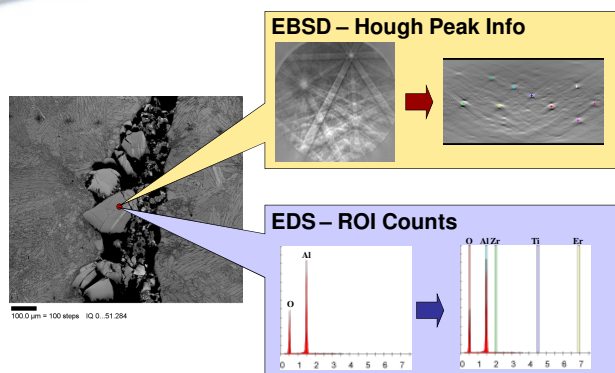 EBSD – Hough Peak Info
100.0 µm = 100 steps IQ 0...51.284
EDS – ROI Counts
Al
O
0 1 2 3 4 5 6 7
O Al Zr Ti Er
0 1 2 3 4 5 6 7